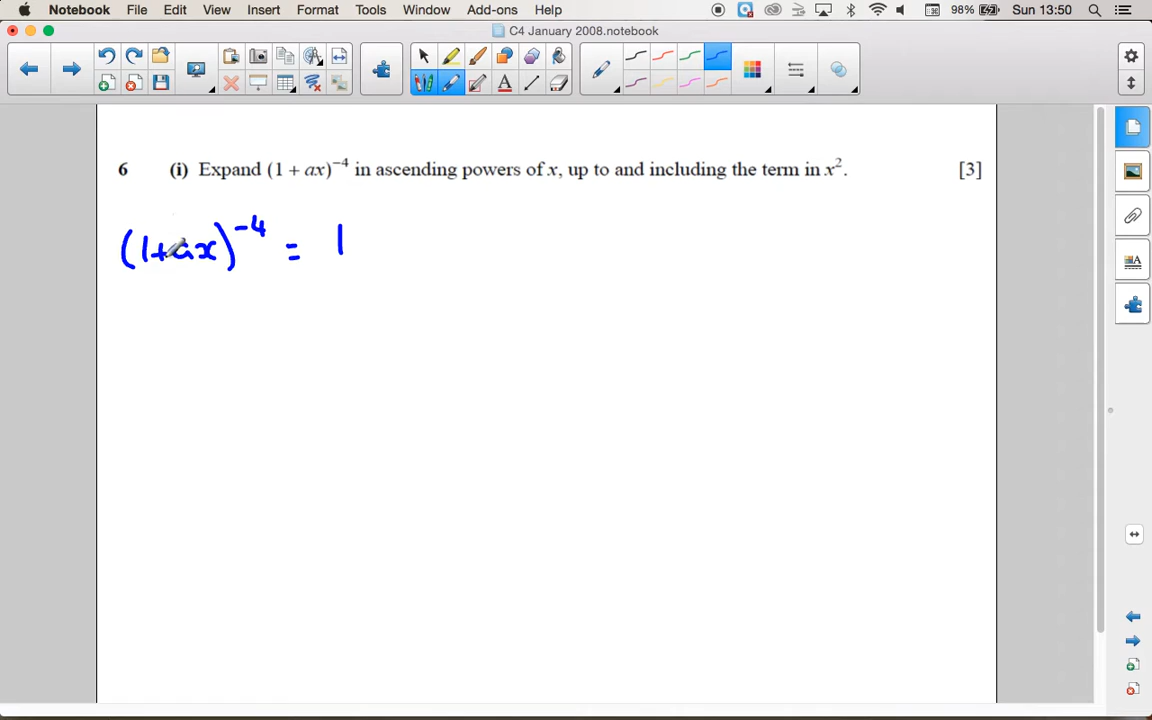 Notebook File Edit View Insert Format Tools Window Add-ons Help 98% Sun 13:50
C4 January 2008.notebook
6 (i) Expand (1 + ax)⁻⁴ in ascending powers of x, up to and including the term in x². [3]
(1+ax)⁻⁴ = 1